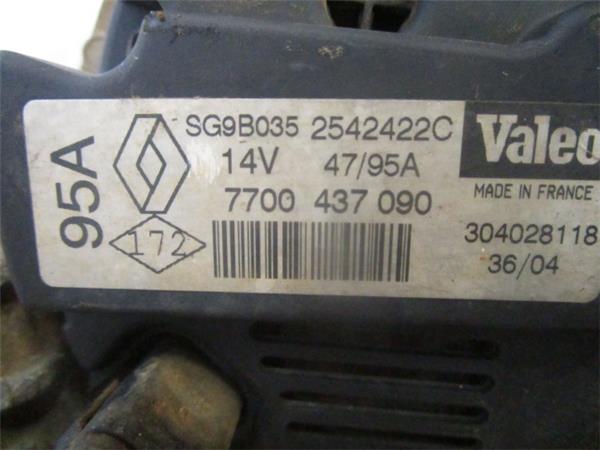 95A
SG9B035 2542422C
14V 47/95A
7700 437 090
172
Valeo
MADE IN FRANCE
304028118
36/04